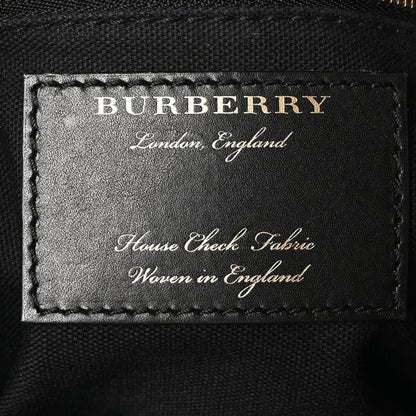 BURBERRY
London, England
House Check Fabric
Woven in England